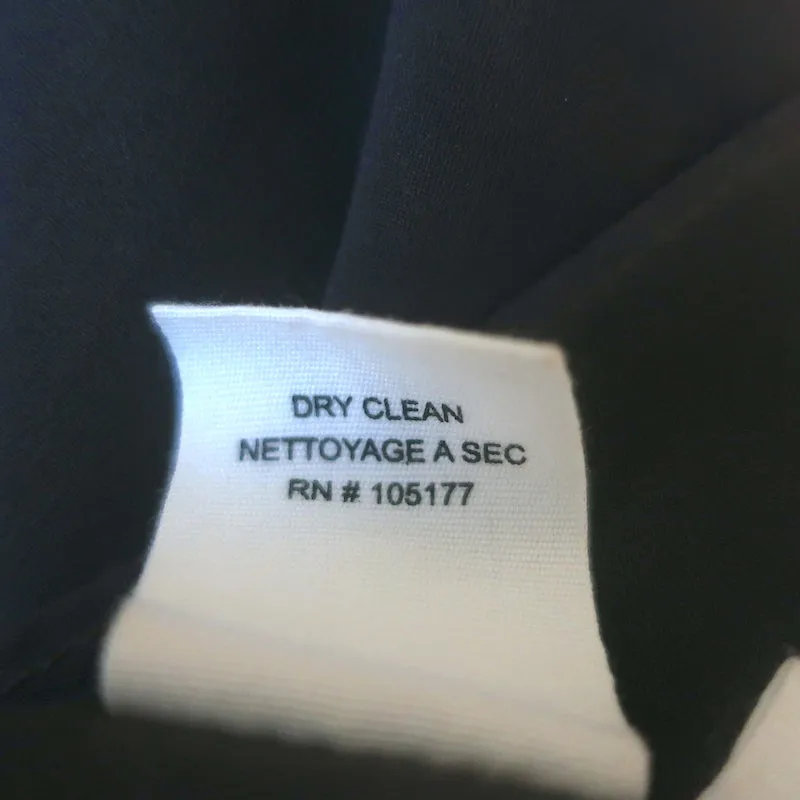 DRY CLEAN
NETTOYAGE A SEC
RN # 105177